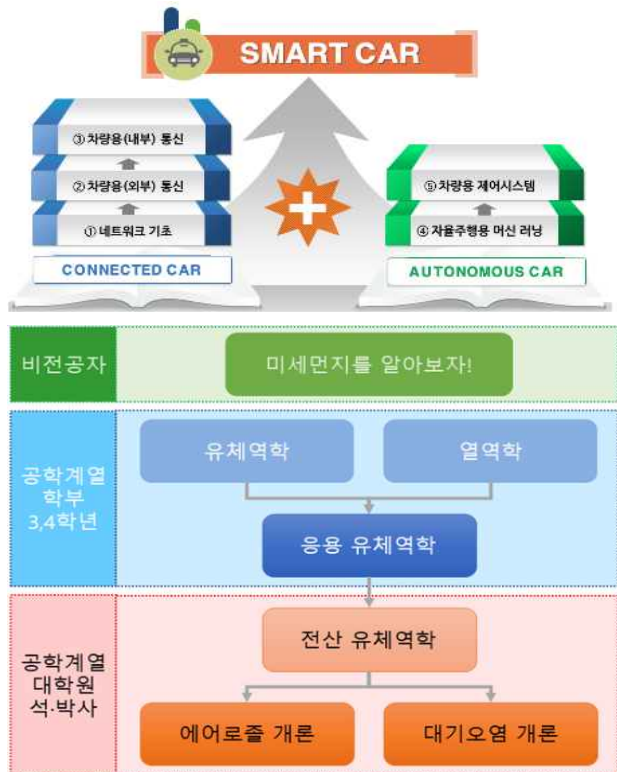 SMART CAR
③ 차량용(내부) 통신
② 차량용(외부) 통신
① 네트워크 기초
CONNECTED CAR
⑤ 차량용 제어시스템
④ 자율주행용 머신 러닝
AUTONOMOUS CAR
비전공자
미세먼지를 알아보자!
공학계열
학부
3,4학년
유체역학
열역학
응용 유체역학
공학계열
대학원
석·박사
전산 유체역학
에어로졸 개론
대기오염 개론